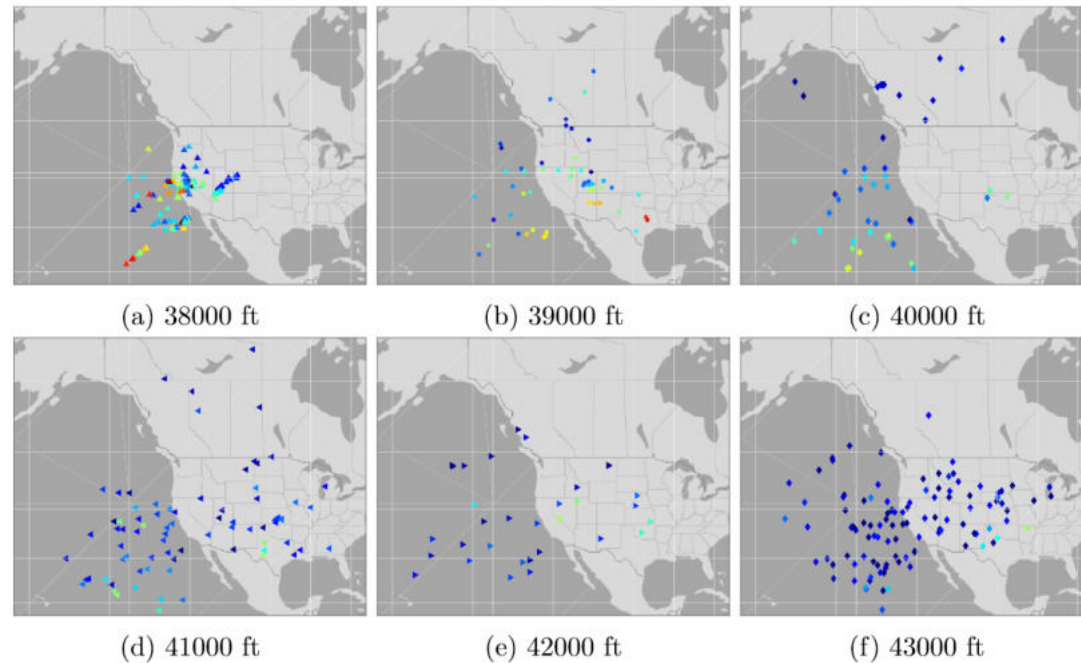 (a) 38000 ft
(b) 39000 ft
(c) 40000 ft
(d) 41000 ft
(e) 42000 ft
(f) 43000 ft